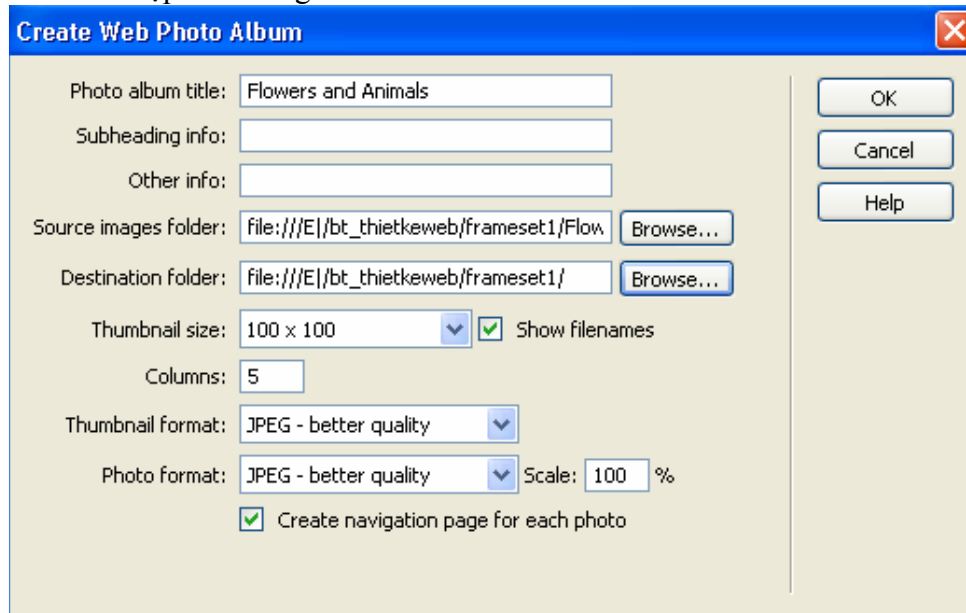 Create Web Photo Album
Photo album title: Flowers and Animals
OK
Subheading info:
Cancel
Other info:
Help
Source images folder: file:///E|/bt_thietkeweb/frameset1/Flow Browse...
Destination folder: file:///E|/bt_thietkeweb/frameset1/ Browse...
Thumbnail size: 100 x 100 Show filenames
Columns: 5
Thumbnail format: JPEG - better quality
Photo format: JPEG - better quality Scale: 100 %
Create navigation page for each photo